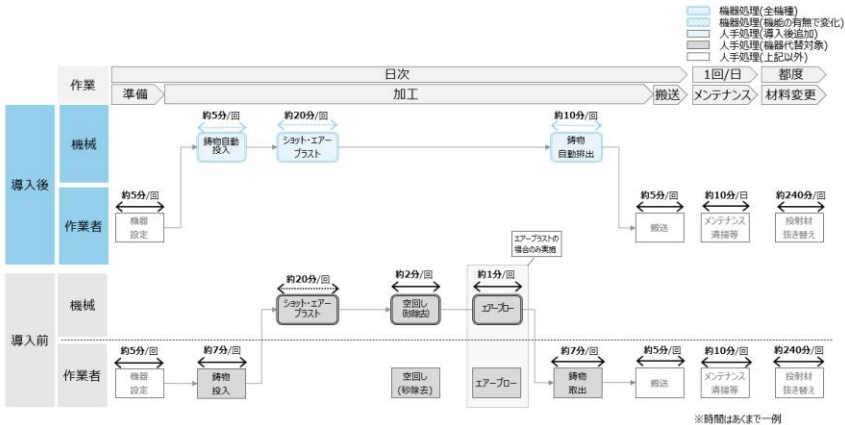 機器処理(全機種)
機器処理(機能の有無で変化)
人手処理(導入後追加)
人手処理(機器代替対象)
人手処理(上記以外)
作業
日次
1回/日
都度
準備
加工
搬送
メンテナンス
材料変更
導入後
機械
約5分/回
鋳物自動
投入
約20分/回
ショット・エアー
ブラスト
約10分/回
鋳物
自動排出
作業者
約5分/回
機器
設定
約5分/回
搬送
約10分/日
メンテナンス
清掃等
約240分/回
投射材
抜き替え
エアーブラストの
場合のみ実施
導入前
機械
約20分/回
ショット・エアー
ブラスト
約2分/回
空回し
(砂除去)
約1分/回
エアーブロー
作業者
約5分/回
機器
設定
約7分/回
鋳物
投入
空回し
(砂除去)
エアーブロー
約7分/回
鋳物
取出
約5分/回
搬送
約10分/回
メンテナンス
清掃等
約240分/回
投射材
抜き替え
※時間はあくまで一例